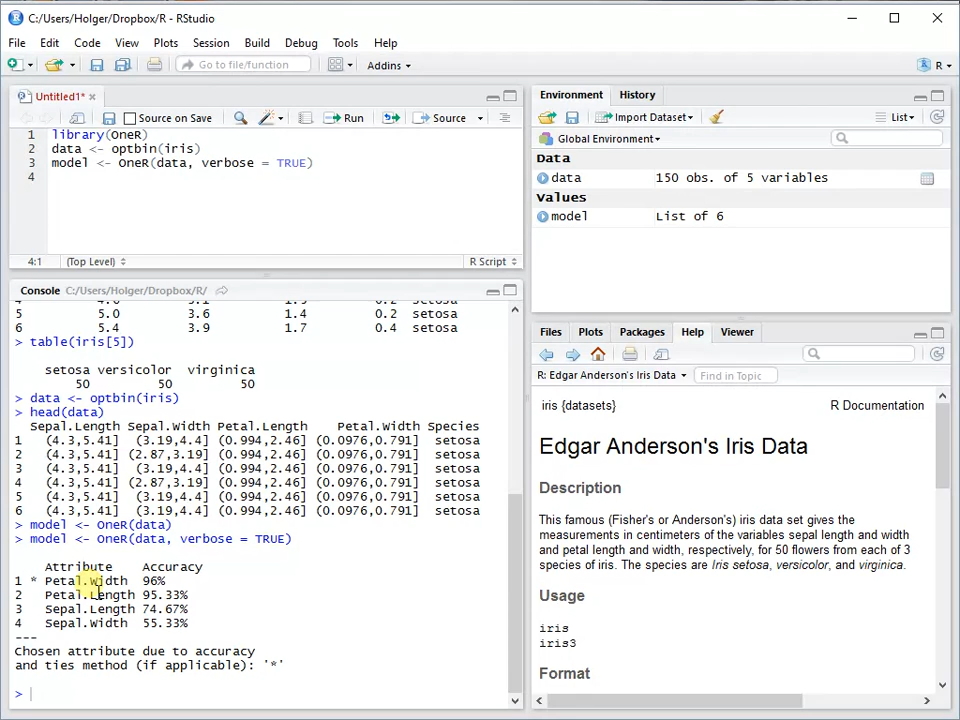 C:/Users/Holger/Dropbox/R - RStudio
File Edit Code View Plots Session Build Debug Tools Help
Go to file/function Addins R
Untitled1* Environment History
Source on Save Run Source Import Dataset List
1 library(OneR) Global Environment
2 data <- optbin(iris) Data
3 model <- OneR(data, verbose = TRUE) data 150 obs. of 5 variables
4 Values
model List of 6
4:1 (Top Level) R Script
Console C:/Users/Holger/Dropbox/R/
5 5.0 3.6 1.4 0.2 setosa
6 5.4 3.9 1.7 0.4 setosa
> table(iris[5])
setosa versicolor virginica
50 50 50
> data <- optbin(iris)
> head(data)
Sepal.Length Sepal.Width Petal.Length Petal.Width Species
1 (4.3,5.41] (3.19,4.4] (0.994,2.46] (0.0976,0.791] setosa
2 (4.3,5.41] (2.87,3.19] (0.994,2.46] (0.0976,0.791] setosa
3 (4.3,5.41] (3.19,4.4] (0.994,2.46] (0.0976,0.791] setosa
4 (4.3,5.41] (2.87,3.19] (0.994,2.46] (0.0976,0.791] setosa
5 (4.3,5.41] (3.19,4.4] (0.994,2.46] (0.0976,0.791] setosa
6 (4.3,5.41] (3.19,4.4] (0.994,2.46] (0.0976,0.791] setosa
> model <- OneR(data)
> model <- OneR(data, verbose = TRUE)
Attribute Accuracy
1 * Petal.Width 96%
2 Petal.Length 95.33%
3 Sepal.Length 74.67%
4 Sepal.Width 55.33%
---
Chosen attribute due to accuracy
and ties method (if applicable): '*'
>
Files Plots Packages Help Viewer
R: Edgar Anderson's Iris Data Find in Topic
iris {datasets} R Documentation
Edgar Anderson's Iris Data
Description
This famous (Fisher's or Anderson's) iris data set gives the
measurements in centimeters of the variables sepal length and width
and petal length and width, respectively, for 50 flowers from each of 3
species of iris. The species are Iris setosa, versicolor, and virginica.
Usage
iris
iris3
Format